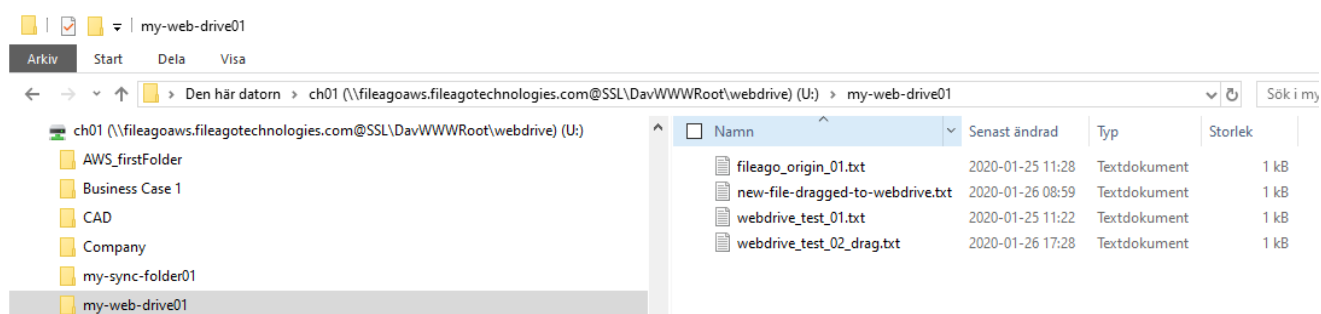 my-web-drive01
Arkiv Start Dela Visa
Den här datorn > ch01 (\\fileagoaws.fileagotechnologies.com@SSL\DavWWWRoot\webdrive) (U:) > my-web-drive01
Sök i my
ch01 (\\fileagoaws.fileagotechnologies.com@SSL\DavWWWRoot\webdrive) (U:)
AWS_firstFolder
Business Case 1
CAD
Company
my-sync-folder01
my-web-drive01
Namn Senast ändrad Typ Storlek
fileago_origin_01.txt 2020-01-25 11:28 Textdokument 1 kB
new-file-dragged-to-webdrive.txt 2020-01-26 08:59 Textdokument 1 kB
webdrive_test_01.txt 2020-01-25 11:22 Textdokument 1 kB
webdrive_test_02_drag.txt 2020-01-26 17:28 Textdokument 1 kB